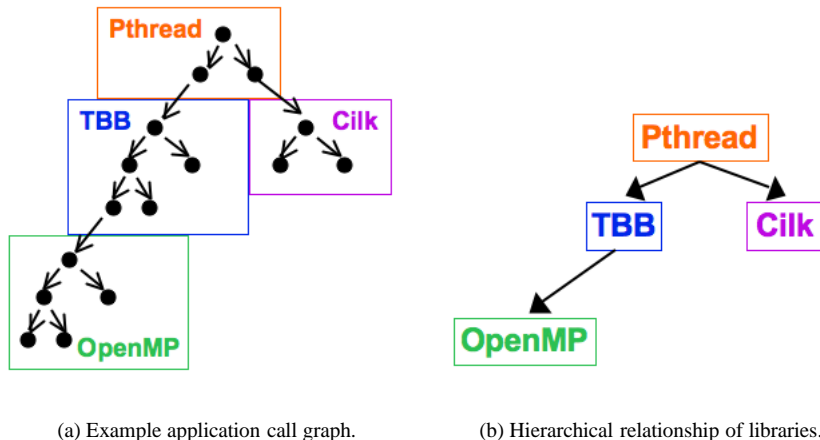 Pthread
TBB
Cilk
OpenMP
Pthread
TBB
Cilk
OpenMP
(a) Example application call graph.
(b) Hierarchical relationship of libraries.